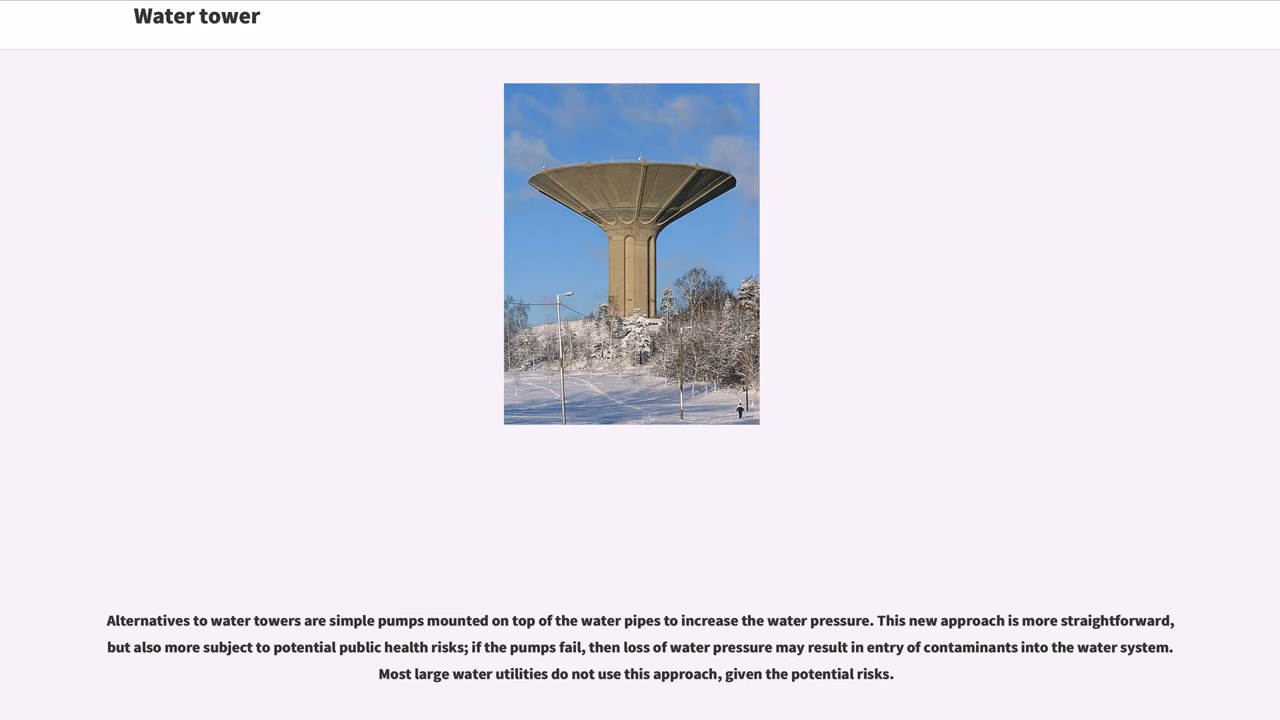 Water tower
Alternatives to water towers are simple pumps mounted on top of the water pipes to increase the water pressure. This new approach is more straightforward,
but also more subject to potential public health risks; if the pumps fail, then loss of water pressure may result in entry of contaminants into the water system.
Most large water utilities do not use this approach, given the potential risks.